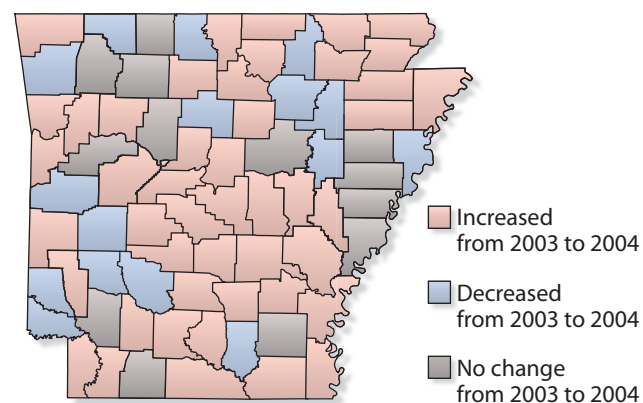 Increased
from 2003 to 2004
Decreased
from 2003 to 2004
No change
from 2003 to 2004